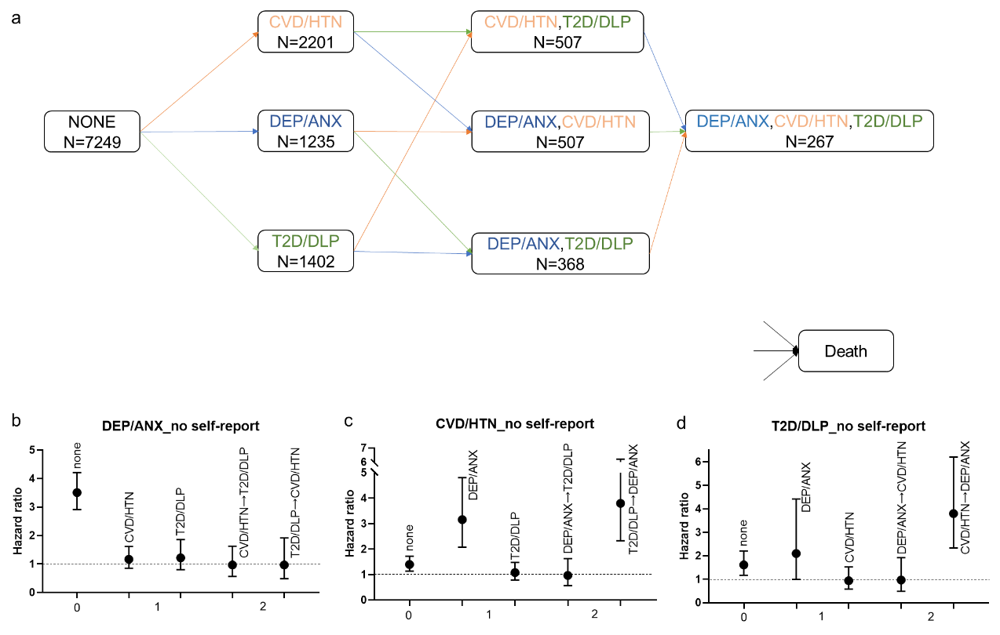 a
CVD/HTN
N=2201
CVD/HTN,T2D/DLP
N=507
NONE
N=7249
DEP/ANX
N=1235
DEP/ANX,CVD/HTN
N=507
DEP/ANX,CVD/HTN,T2D/DLP
N=267
T2D/DLP
N=1402
DEP/ANX,T2D/DLP
N=368
Death
b
DEP/ANX_no self-report
Hazard ratio
5
4
3
2
1
0
none
CVD/HTN
T2D/DLP
CVD/HTN→T2D/DLP
T2D/DLP→CVD/HTN
0
1
2
c
CVD/HTN_no self-report
Hazard ratio
7
6
5
4
3
2
1
0
none
DEP/ANX
T2D/DLP
DEP/ANX→T2D/DLP
T2D/DLP→DEP/ANX
0
1
2
d
T2D/DLP_no self-report
Hazard ratio
6
5
4
3
2
1
0
none
DEP/ANX
CVD/HTN
DEP/ANX→CVD/HTN
CVD/HTN→DEP/ANX
0
1
2